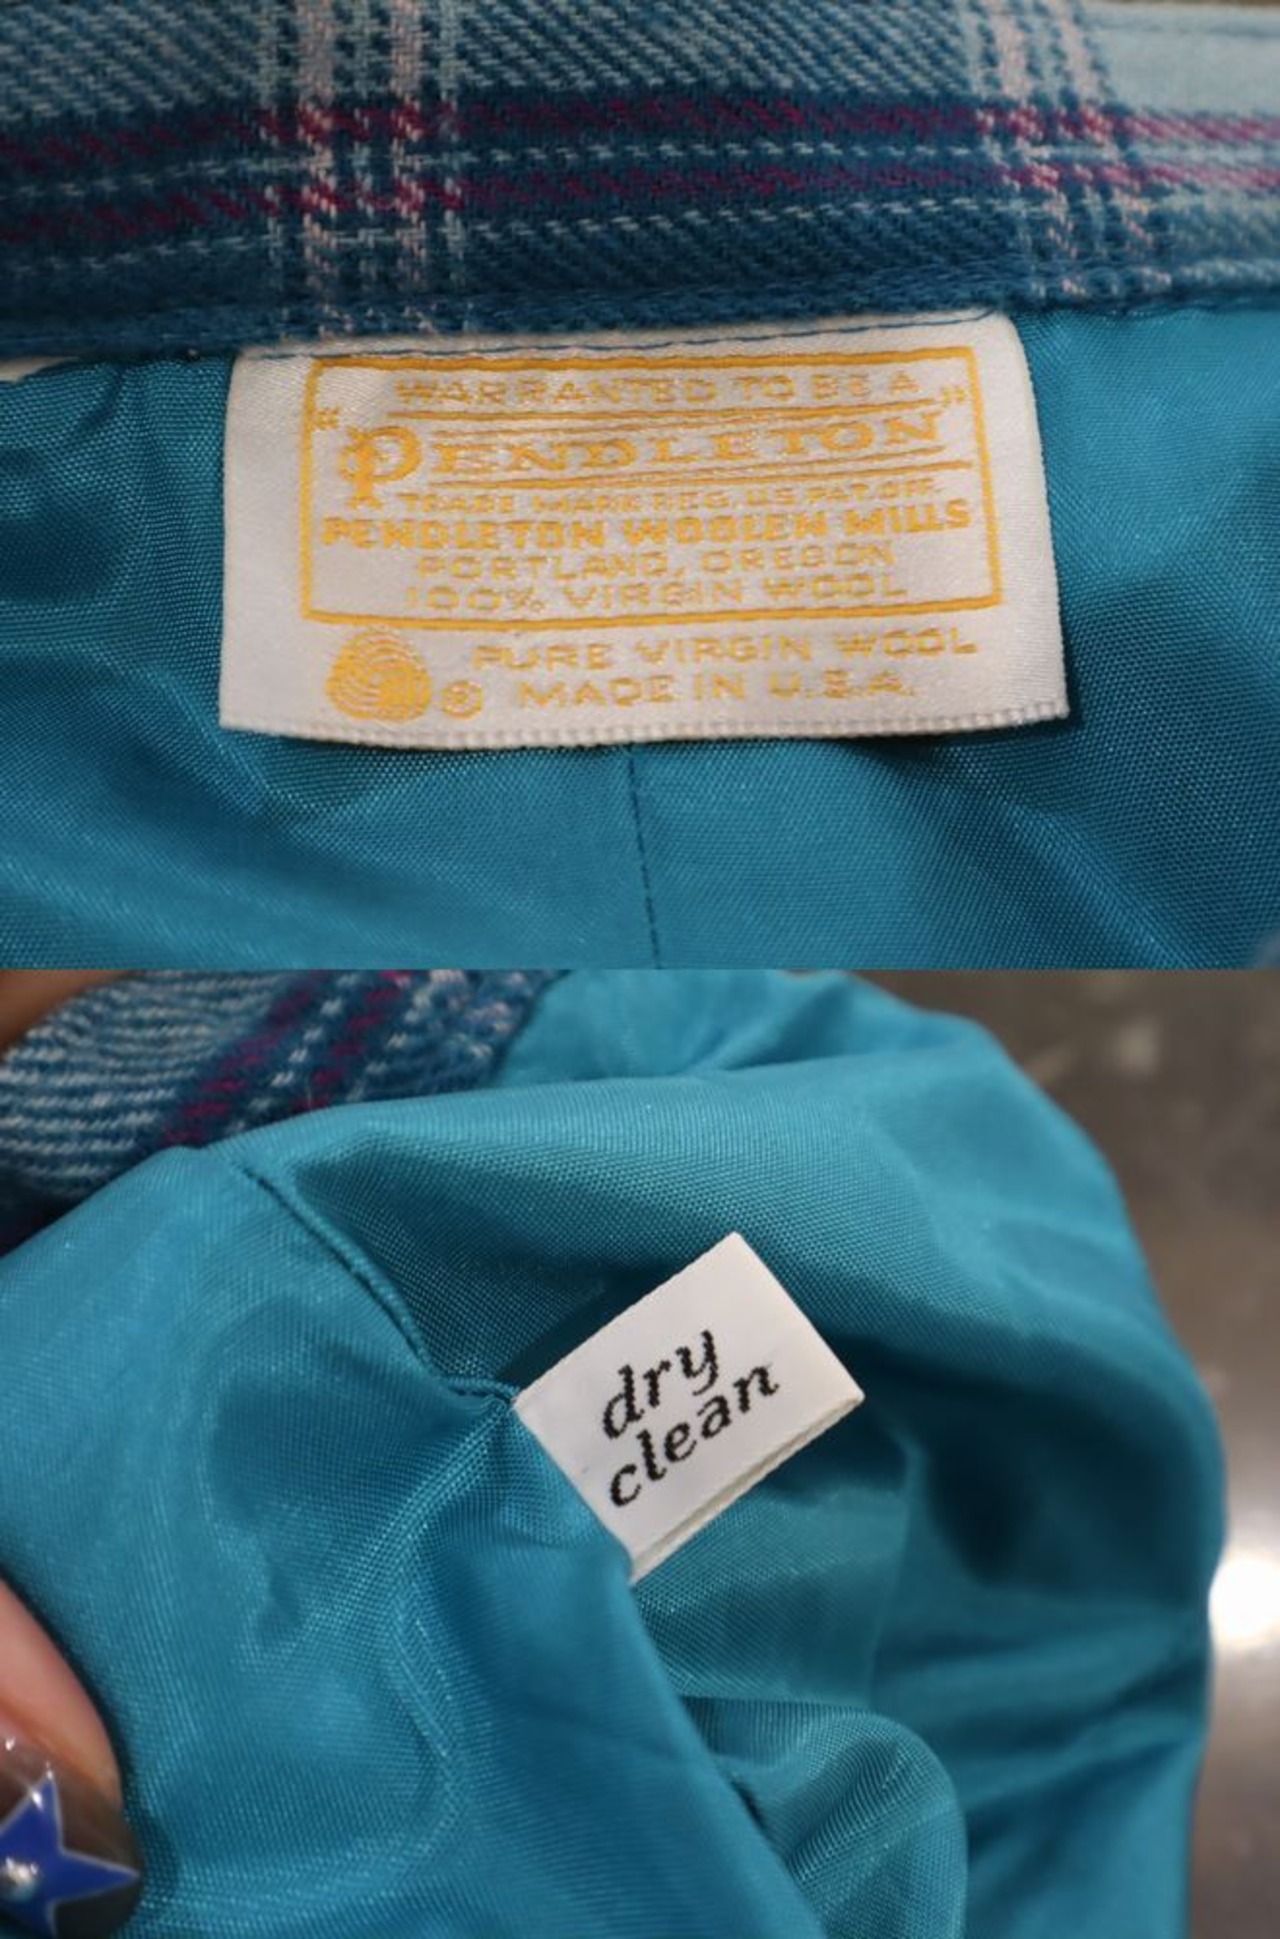 WARRANTED TO BE A
"PENDLETON"
TRADE MARK REG. U.S. PAT. OFF.
PENDLETON WOOLEN MILLS
PORTLAND, OREGON
100% VIRGIN WOOL
® PURE VIRGIN WOOL
MADE IN U.S.A.
dry
clean